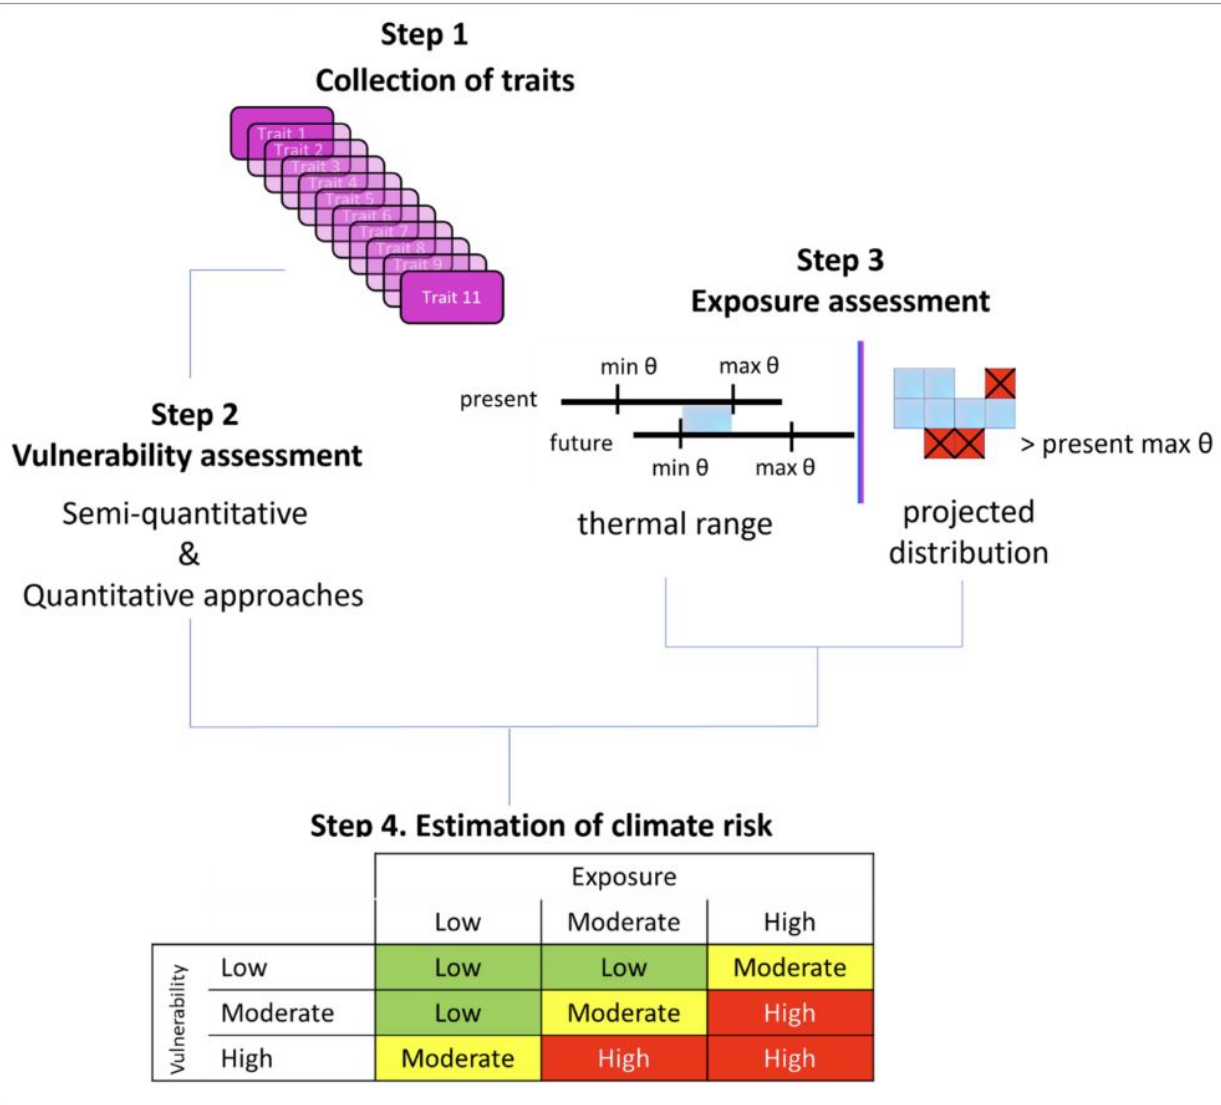 Step 1
Collection of traits
Trait 1
Trait 2
Trait 3
Trait 4
Trait 5
Trait 6
Trait 7
Trait 8
Trait 9
Trait 11
Step 2
Vulnerability assessment
Semi-quantitative
&
Quantitative approaches
Step 3
Exposure assessment
min θ max θ
present
future
min θ max θ
thermal range
> present max θ
projected
distribution
Step 4. Estimation of climate risk
Exposure
Low Moderate High
Vulnerability
Low Low Low Moderate
Moderate Low Moderate High
High Moderate High High